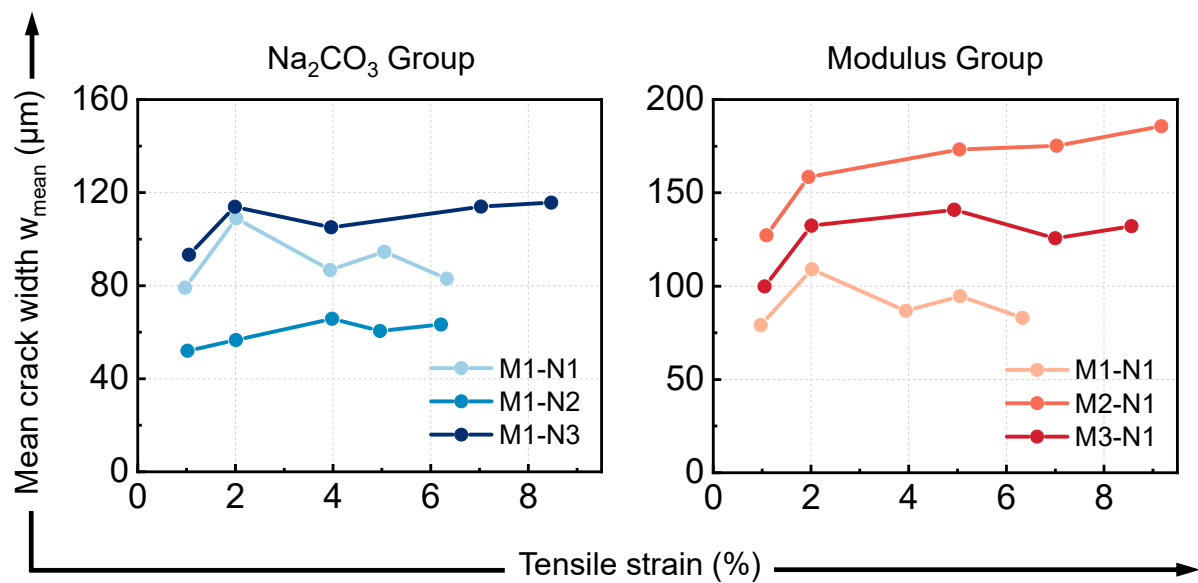 Mean crack width w_mean (μm)
Na₂CO₃ Group
160
120
80
40
0
0 2 4 6 8
M1-N1
M1-N2
M1-N3
Modulus Group
200
150
100
50
0
0 2 4 6 8
M1-N1
M2-N1
M3-N1
Tensile strain (%)